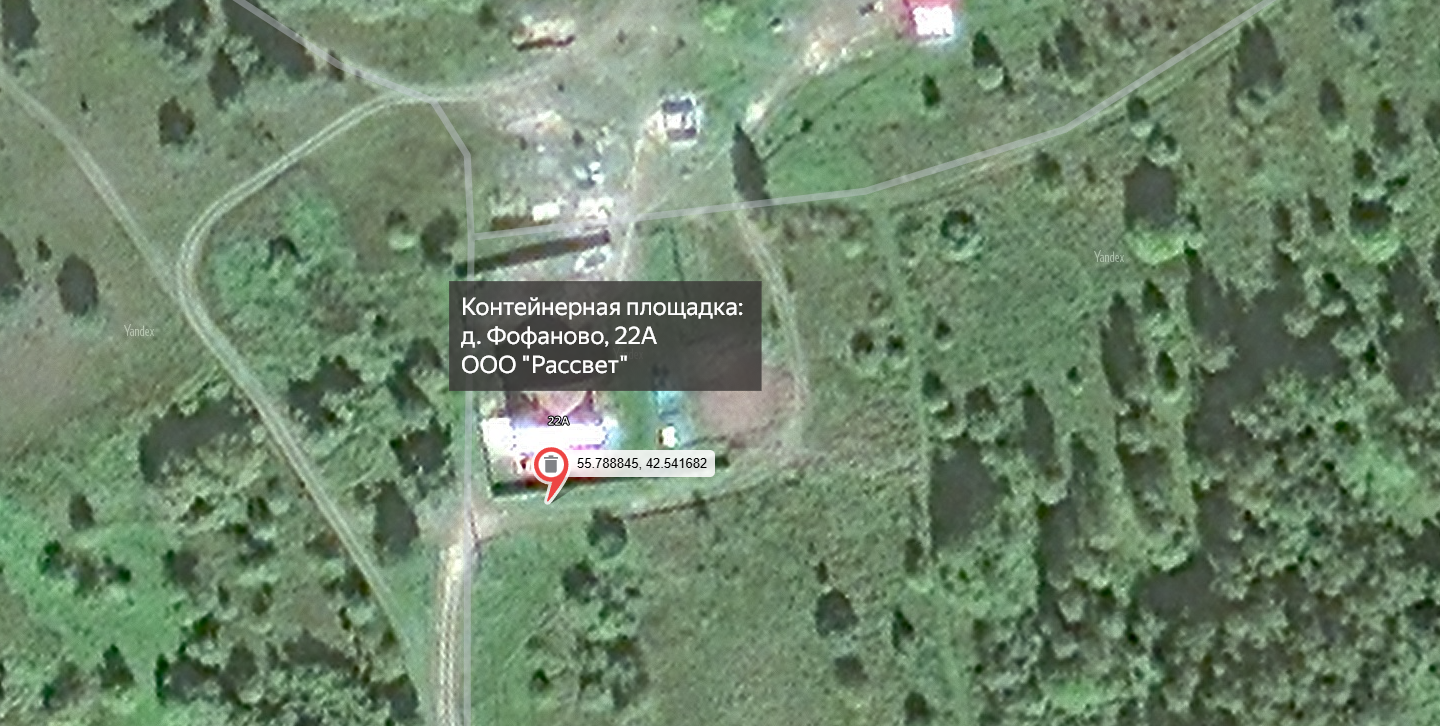 Yandex
Контейнерная площадка:
д. Фофаново, 22А
ООО "Рассвет"
Yandex
22А
55.788845, 42.541682